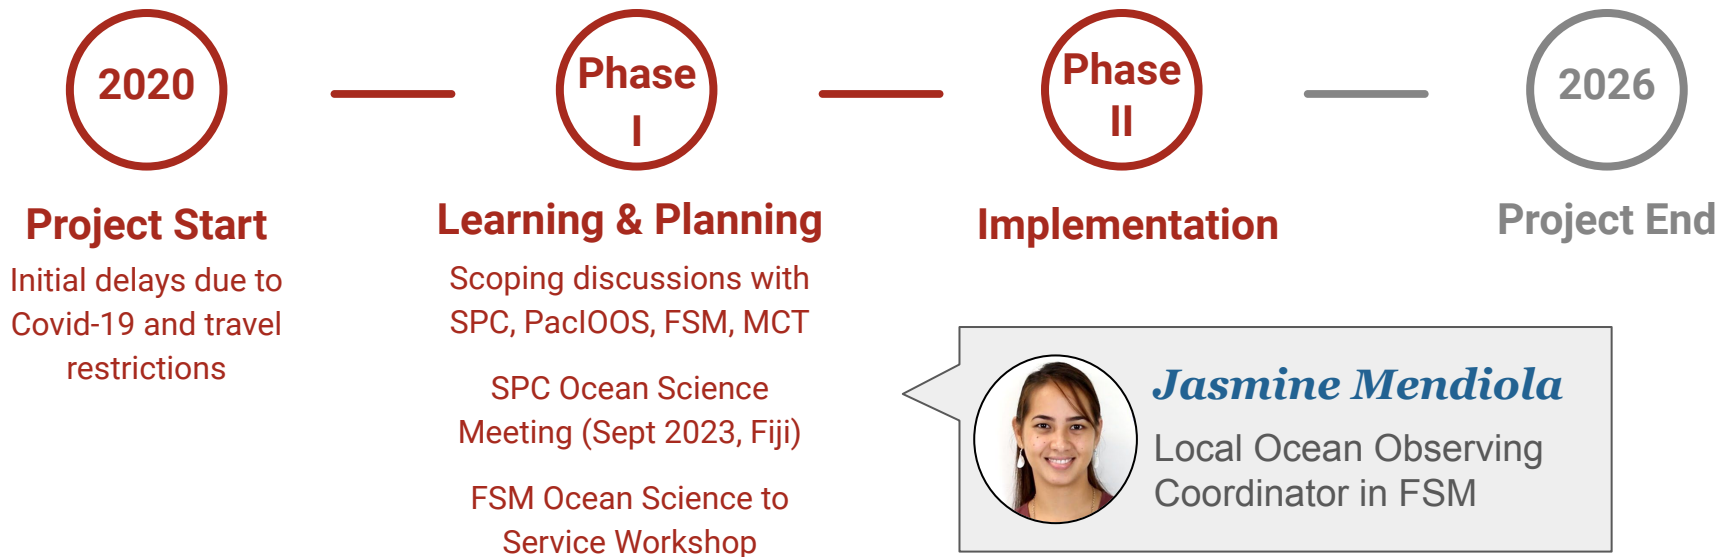 2020
Project Start
Initial delays due to
Covid-19 and travel
restrictions
Phase
I
Learning & Planning
Scoping discussions with
SPC, PacIOOS, FSM, MCT
SPC Ocean Science
Meeting (Sept 2023, Fiji)
FSM Ocean Science to
Service Workshop
Phase
II
Implementation
Jasmine Mendiola
Local Ocean Observing
Coordinator in FSM
2026
Project End